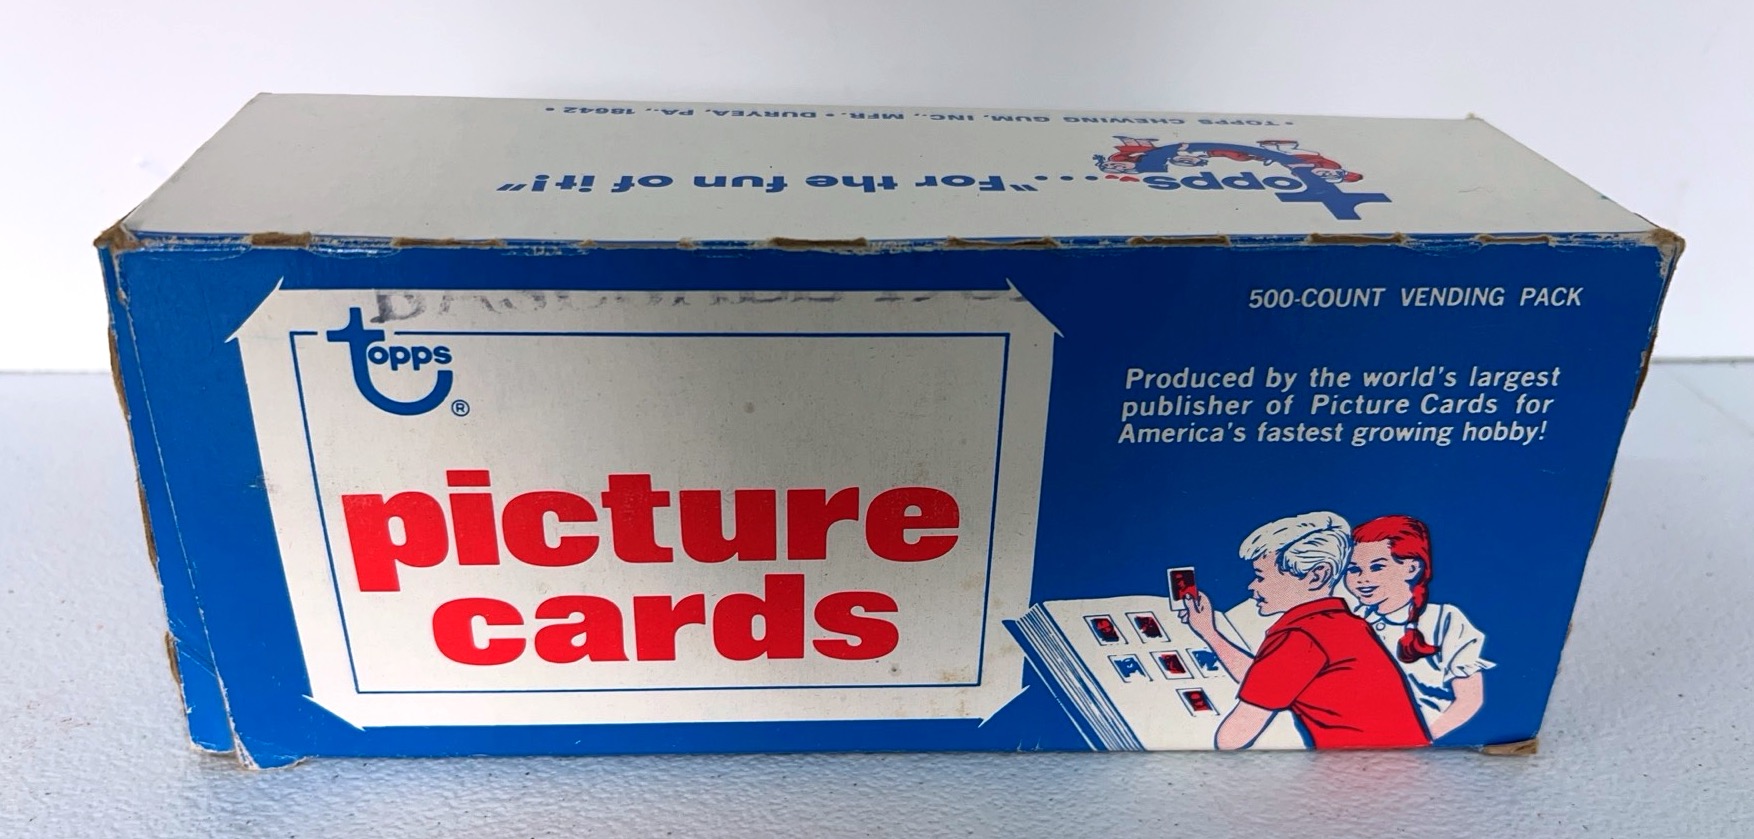 • TOPPS CHEWING GUM, INC., MFR. • DURYEA, PA., 18642 •
Topps...."For the fun of it!"
BASEBALL
Topps®
picture
cards
500-COUNT VENDING PACK
Produced by the world's largest
publisher of Picture Cards for
America's fastest growing hobby!